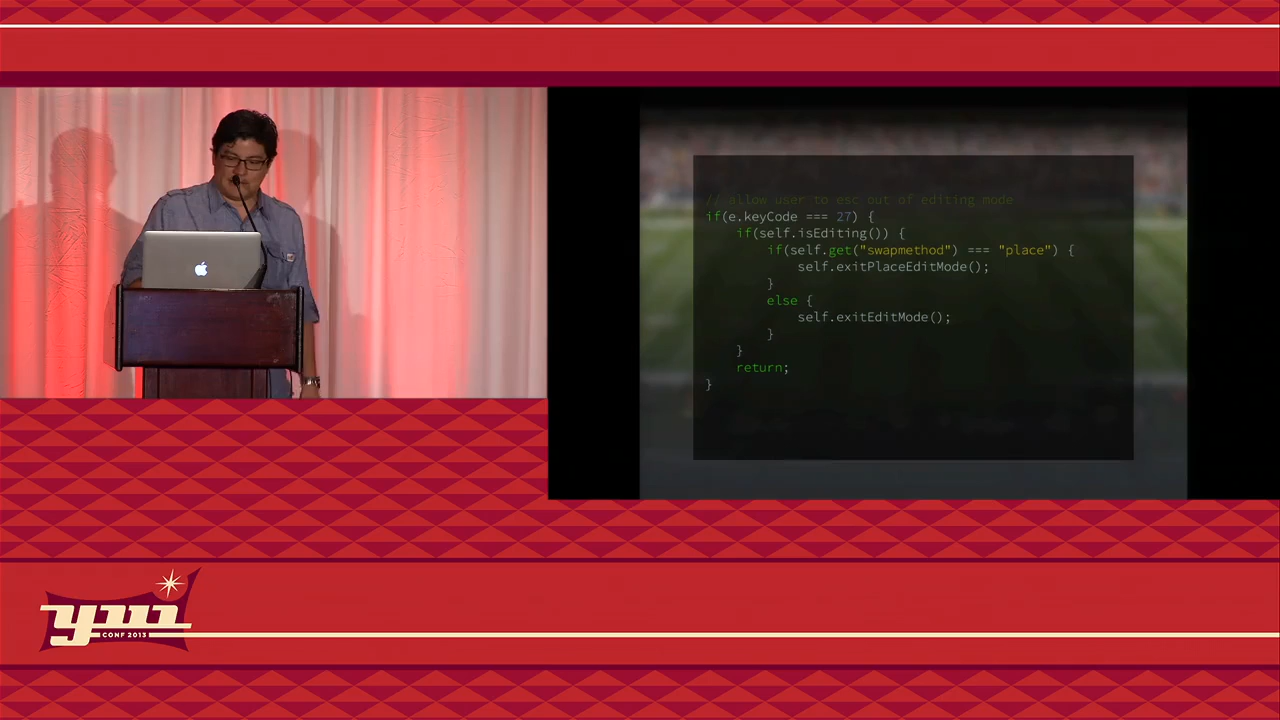 // allow user to esc out of editing mode
if(e.keyCode === 27) {
if(self.isEditing()) {
if(self.get("swapmethod") === "place") {
self.exitPlaceEditMode();
}
else {
self.exitEditMode();
}
}
return;
}
yui
CONF 2013